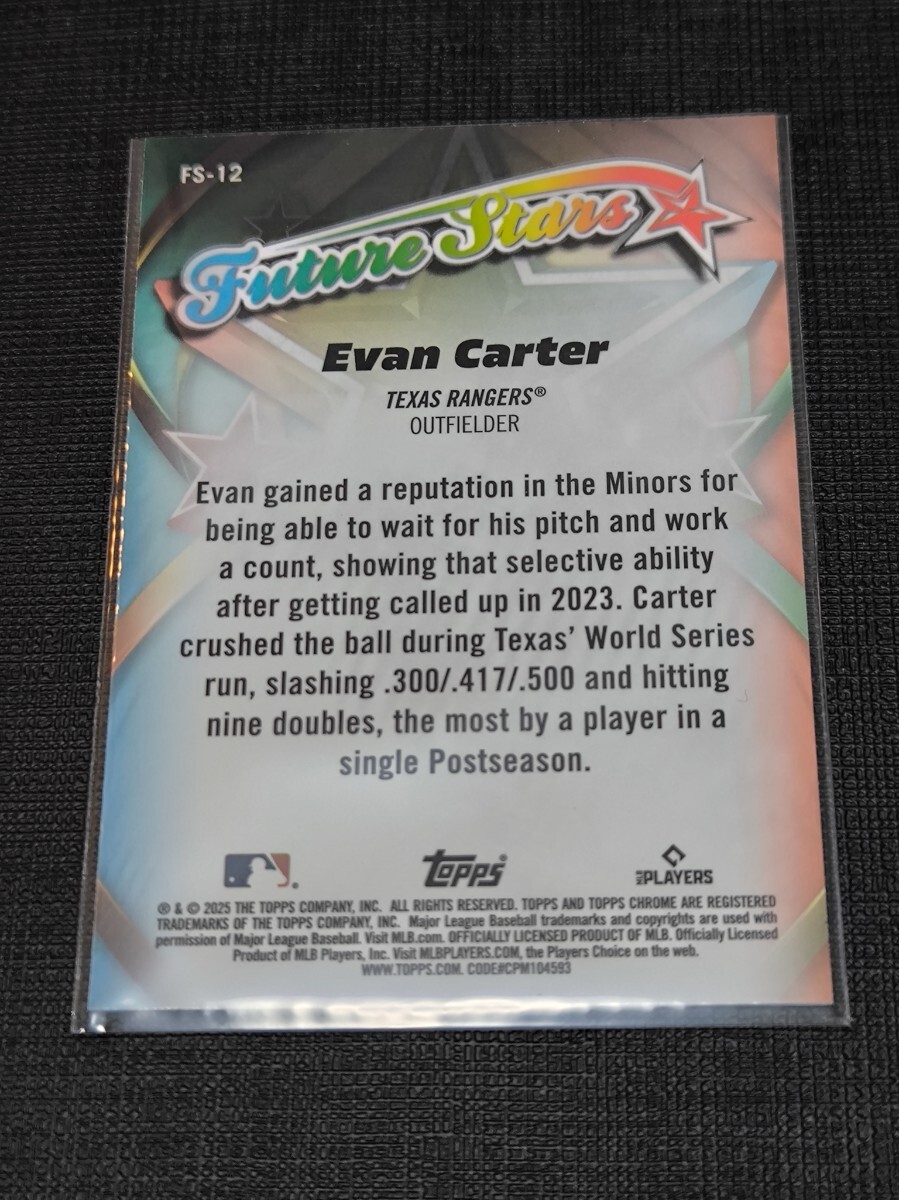 FS-12
Future Stars
Evan Carter
TEXAS RANGERS®
OUTFIELDER
Evan gained a reputation in the Minors for
being able to wait for his pitch and work
a count, showing that selective ability
after getting called up in 2023. Carter
crushed the ball during Texas' World Series
run, slashing .300/.417/.500 and hitting
nine doubles, the most by a player in a
single Postseason.
topps®
MLB PLAYERS
® & © 2025 THE TOPPS COMPANY, INC. ALL RIGHTS RESERVED. TOPPS AND TOPPS CHROME ARE REGISTERED
TRADEMARKS OF THE TOPPS COMPANY, INC. Major League Baseball trademarks and copyrights are used with
permission of Major League Baseball. Visit MLB.com. OFFICIALLY LICENSED PRODUCT OF MLB. Officially Licensed
Product of MLB Players, Inc. Visit MLBPLAYERS.COM, the Players Choice on the web.
WWW.TOPPS.COM. CODE#CPM104593